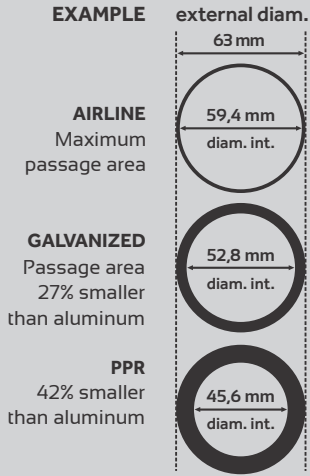 EXAMPLE
external diam.
63 mm
AIRLINE
Maximum
passage area
59,4 mm
diam. int.
GALVANIZED
Passage area
27% smaller
than aluminum
52,8 mm
diam. int.
PPR
42% smaller
than aluminum
45,6 mm
diam. int.